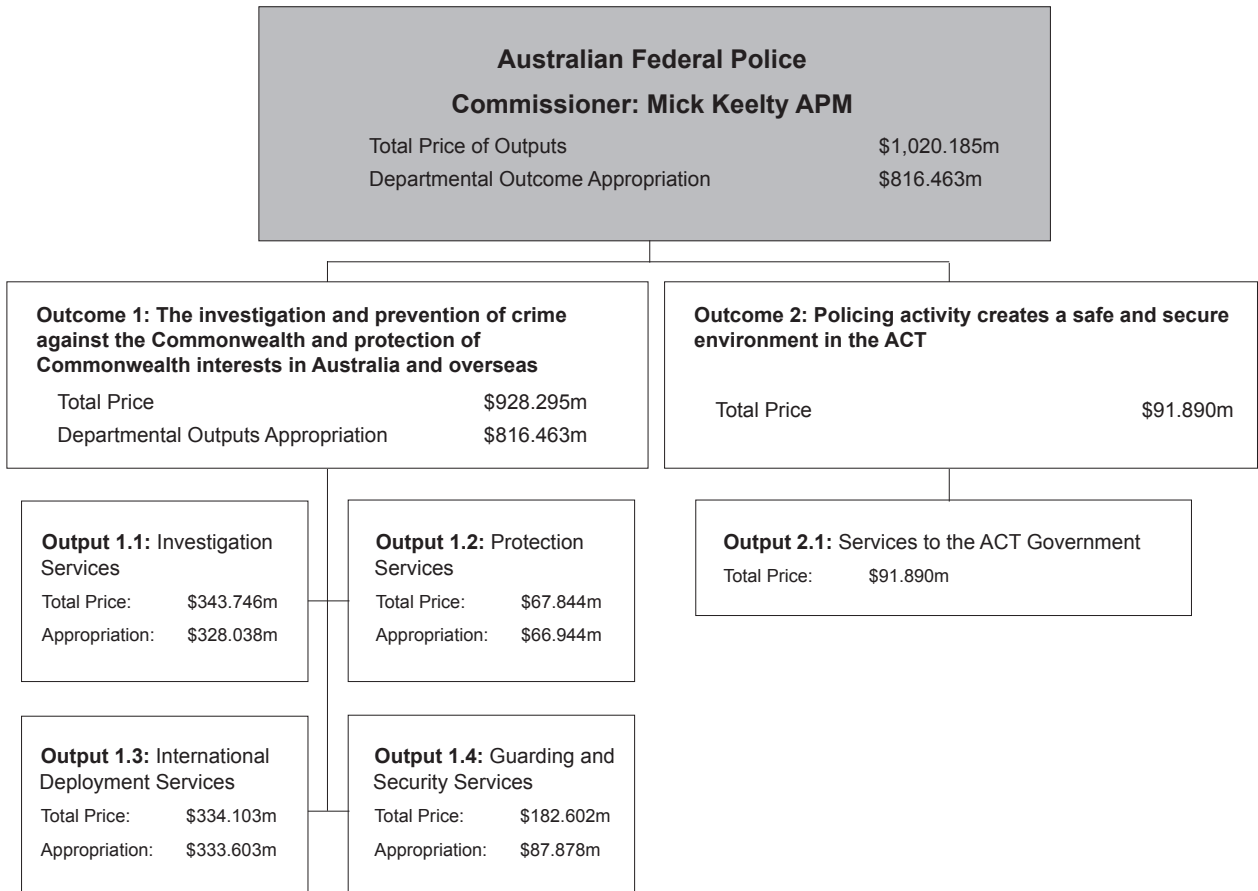 Australian Federal Police
Commissioner: Mick Keelty APM
Total Price of Outputs $1,020.185m
Departmental Outcome Appropriation $816.463m
Outcome 1: The investigation and prevention of crime
against the Commonwealth and protection of
Commonwealth interests in Australia and overseas
Total Price $928.295m
Departmental Outputs Appropriation $816.463m
Outcome 2: Policing activity creates a safe and secure
environment in the ACT
Total Price $91.890m
Output 1.1: Investigation
Services
Total Price: $343.746m
Appropriation: $328.038m
Output 1.2: Protection
Services
Total Price: $67.844m
Appropriation: $66.944m
Output 2.1: Services to the ACT Government
Total Price: $91.890m
Output 1.3: International
Deployment Services
Total Price: $334.103m
Appropriation: $333.603m
Output 1.4: Guarding and
Security Services
Total Price: $182.602m
Appropriation: $87.878m